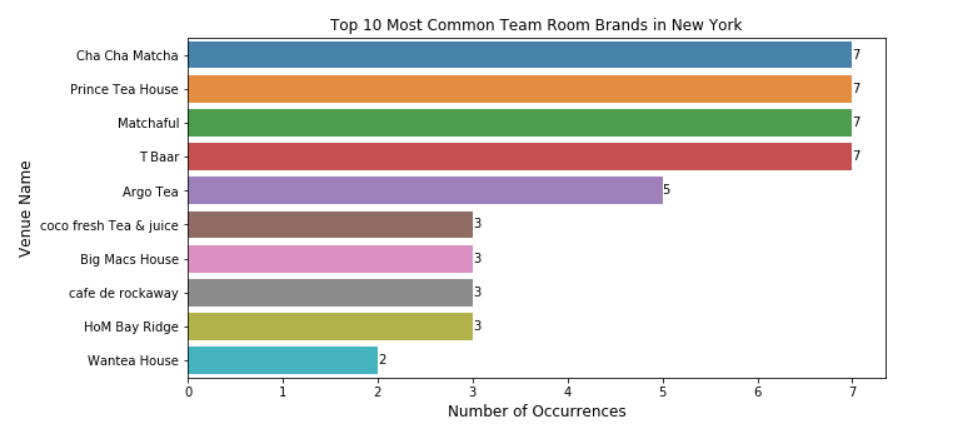 Top 10 Most Common Team Room Brands in New York
Venue Name
Cha Cha Matcha 7
Prince Tea House 7
Matchaful 7
T Baar 7
Argo Tea 5
coco fresh Tea & juice 3
Big Macs House 3
cafe de rockaway 3
HoM Bay Ridge 3
Wantea House 2
0 1 2 3 4 5 6 7
Number of Occurrences